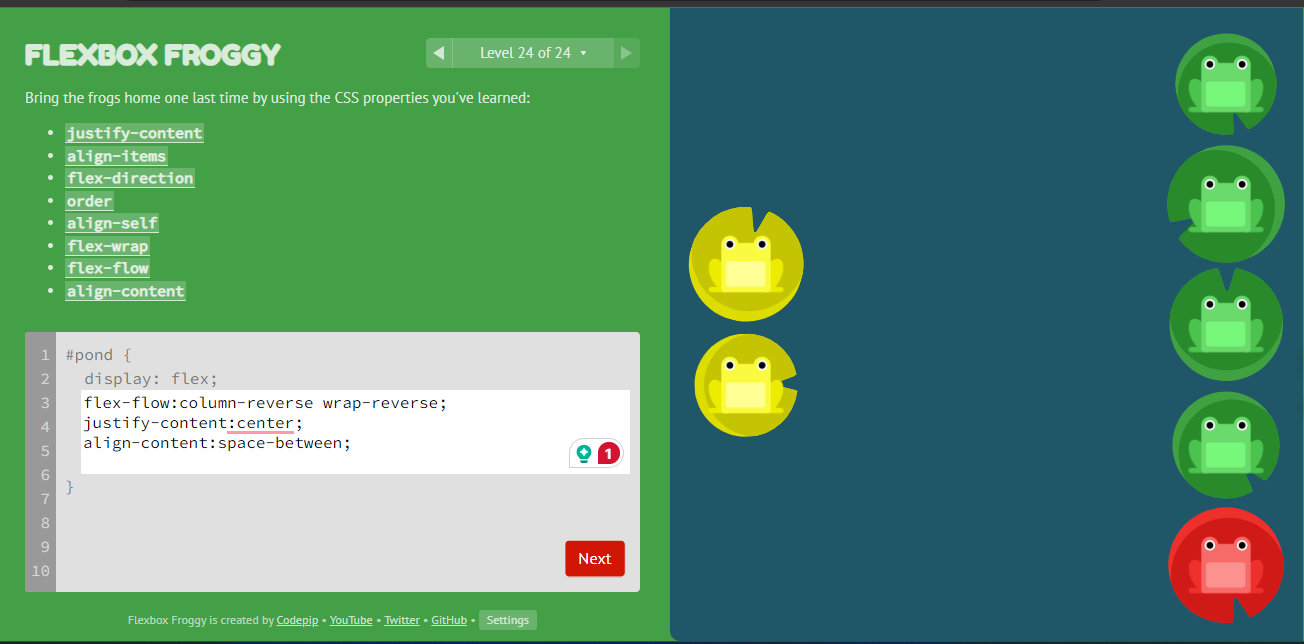 FLEXBOX FROGGY
Level 24 of 24
Bring the frogs home one last time by using the CSS properties you've learned:
justify-content
align-items
flex-direction
order
align-self
flex-wrap
flex-flow
align-content
1 #pond {
2 display: flex;
3 flex-flow:column-reverse wrap-reverse;
4 justify-content:center;
5 align-content:space-between;
1
6
7 }
8
9
10
Next
Flexbox Froggy is created by Codepip • YouTube • Twitter • GitHub • Settings